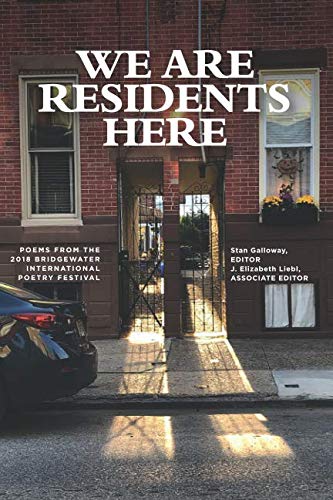 WE ARE
RESIDENTS
HERE
POEMS FROM THE
2018 BRIDGEWATER
INTERNATIONAL
POETRY FESTIVAL
Stan Galloway,
EDITOR
J. Elizabeth Liebl,
ASSOCIATE EDITOR